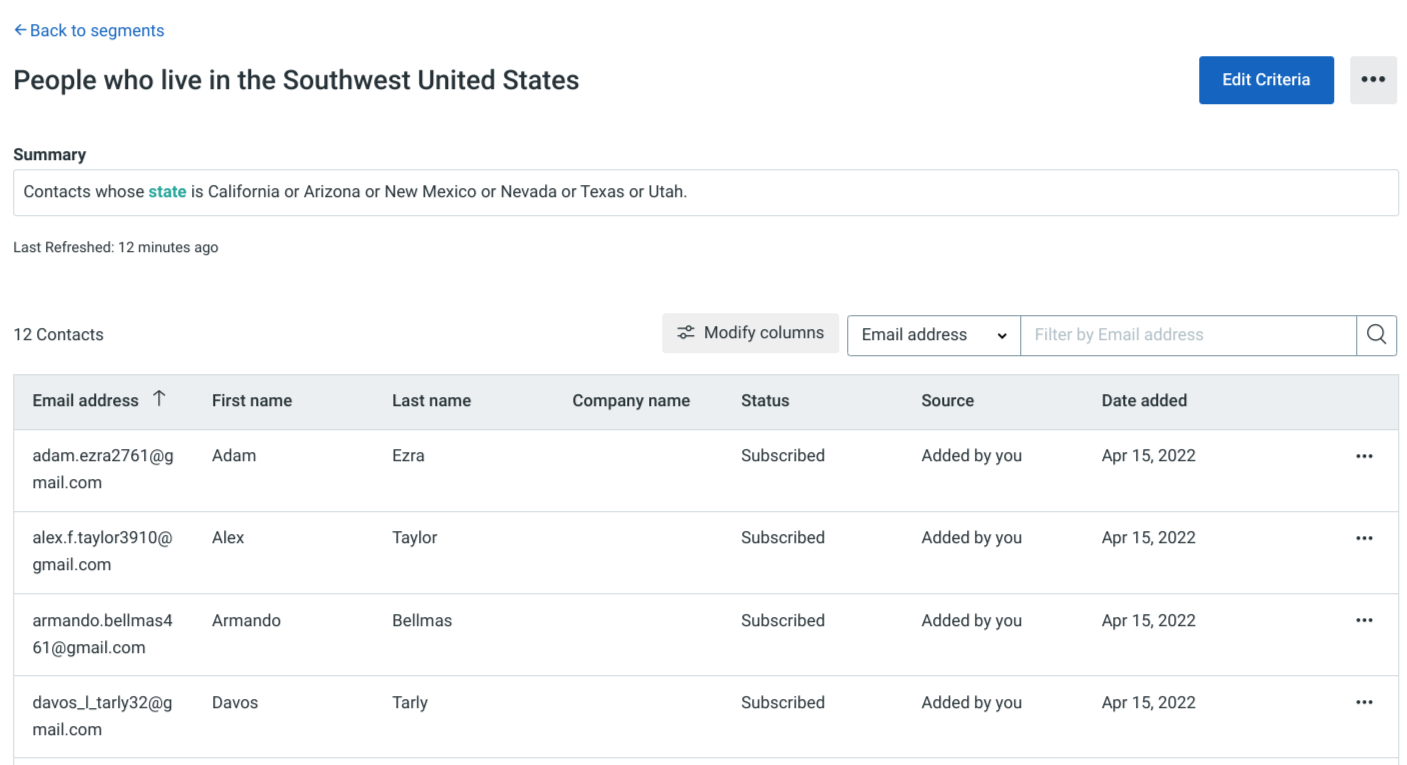 ← Back to segments
People who live in the Southwest United States
Edit Criteria
Summary
Contacts whose state is California or Arizona or New Mexico or Nevada or Texas or Utah.
Last Refreshed: 12 minutes ago
12 Contacts
Modify columns
Email address
Filter by Email address
Email address ↑ First name Last name Company name Status Source Date added
adam.ezra2761@g Adam Ezra Subscribed Added by you Apr 15, 2022
mail.com
alex.f.taylor3910@ Alex Taylor Subscribed Added by you Apr 15, 2022
gmail.com
armando.bellmas4 Armando Bellmas Subscribed Added by you Apr 15, 2022
61@gmail.com
davos_l_tarly32@g Davos Tarly Subscribed Added by you Apr 15, 2022
mail.com